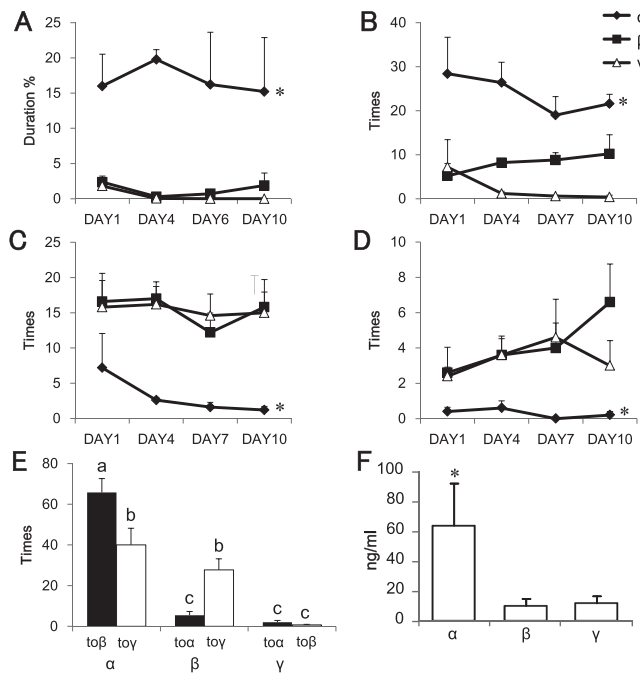 A
Duration %
25
20
15
10
5
0
DAY1 DAY4 DAY6 DAY10
*
B
Times
40
30
20
10
0
DAY1 DAY4 DAY7 DAY10
*
C
Times
25
20
15
10
5
0
DAY1 DAY4 DAY7 DAY10
*
D
Times
10
8
6
4
2
0
DAY1 DAY4 DAY7 DAY10
*
E
Times
80
60
40
20
0
a
b
c
b
c
c
toβ toγ toα toγ toα toβ
α β γ
F
ng/ml
100
80
60
40
20
0
*
α β γ